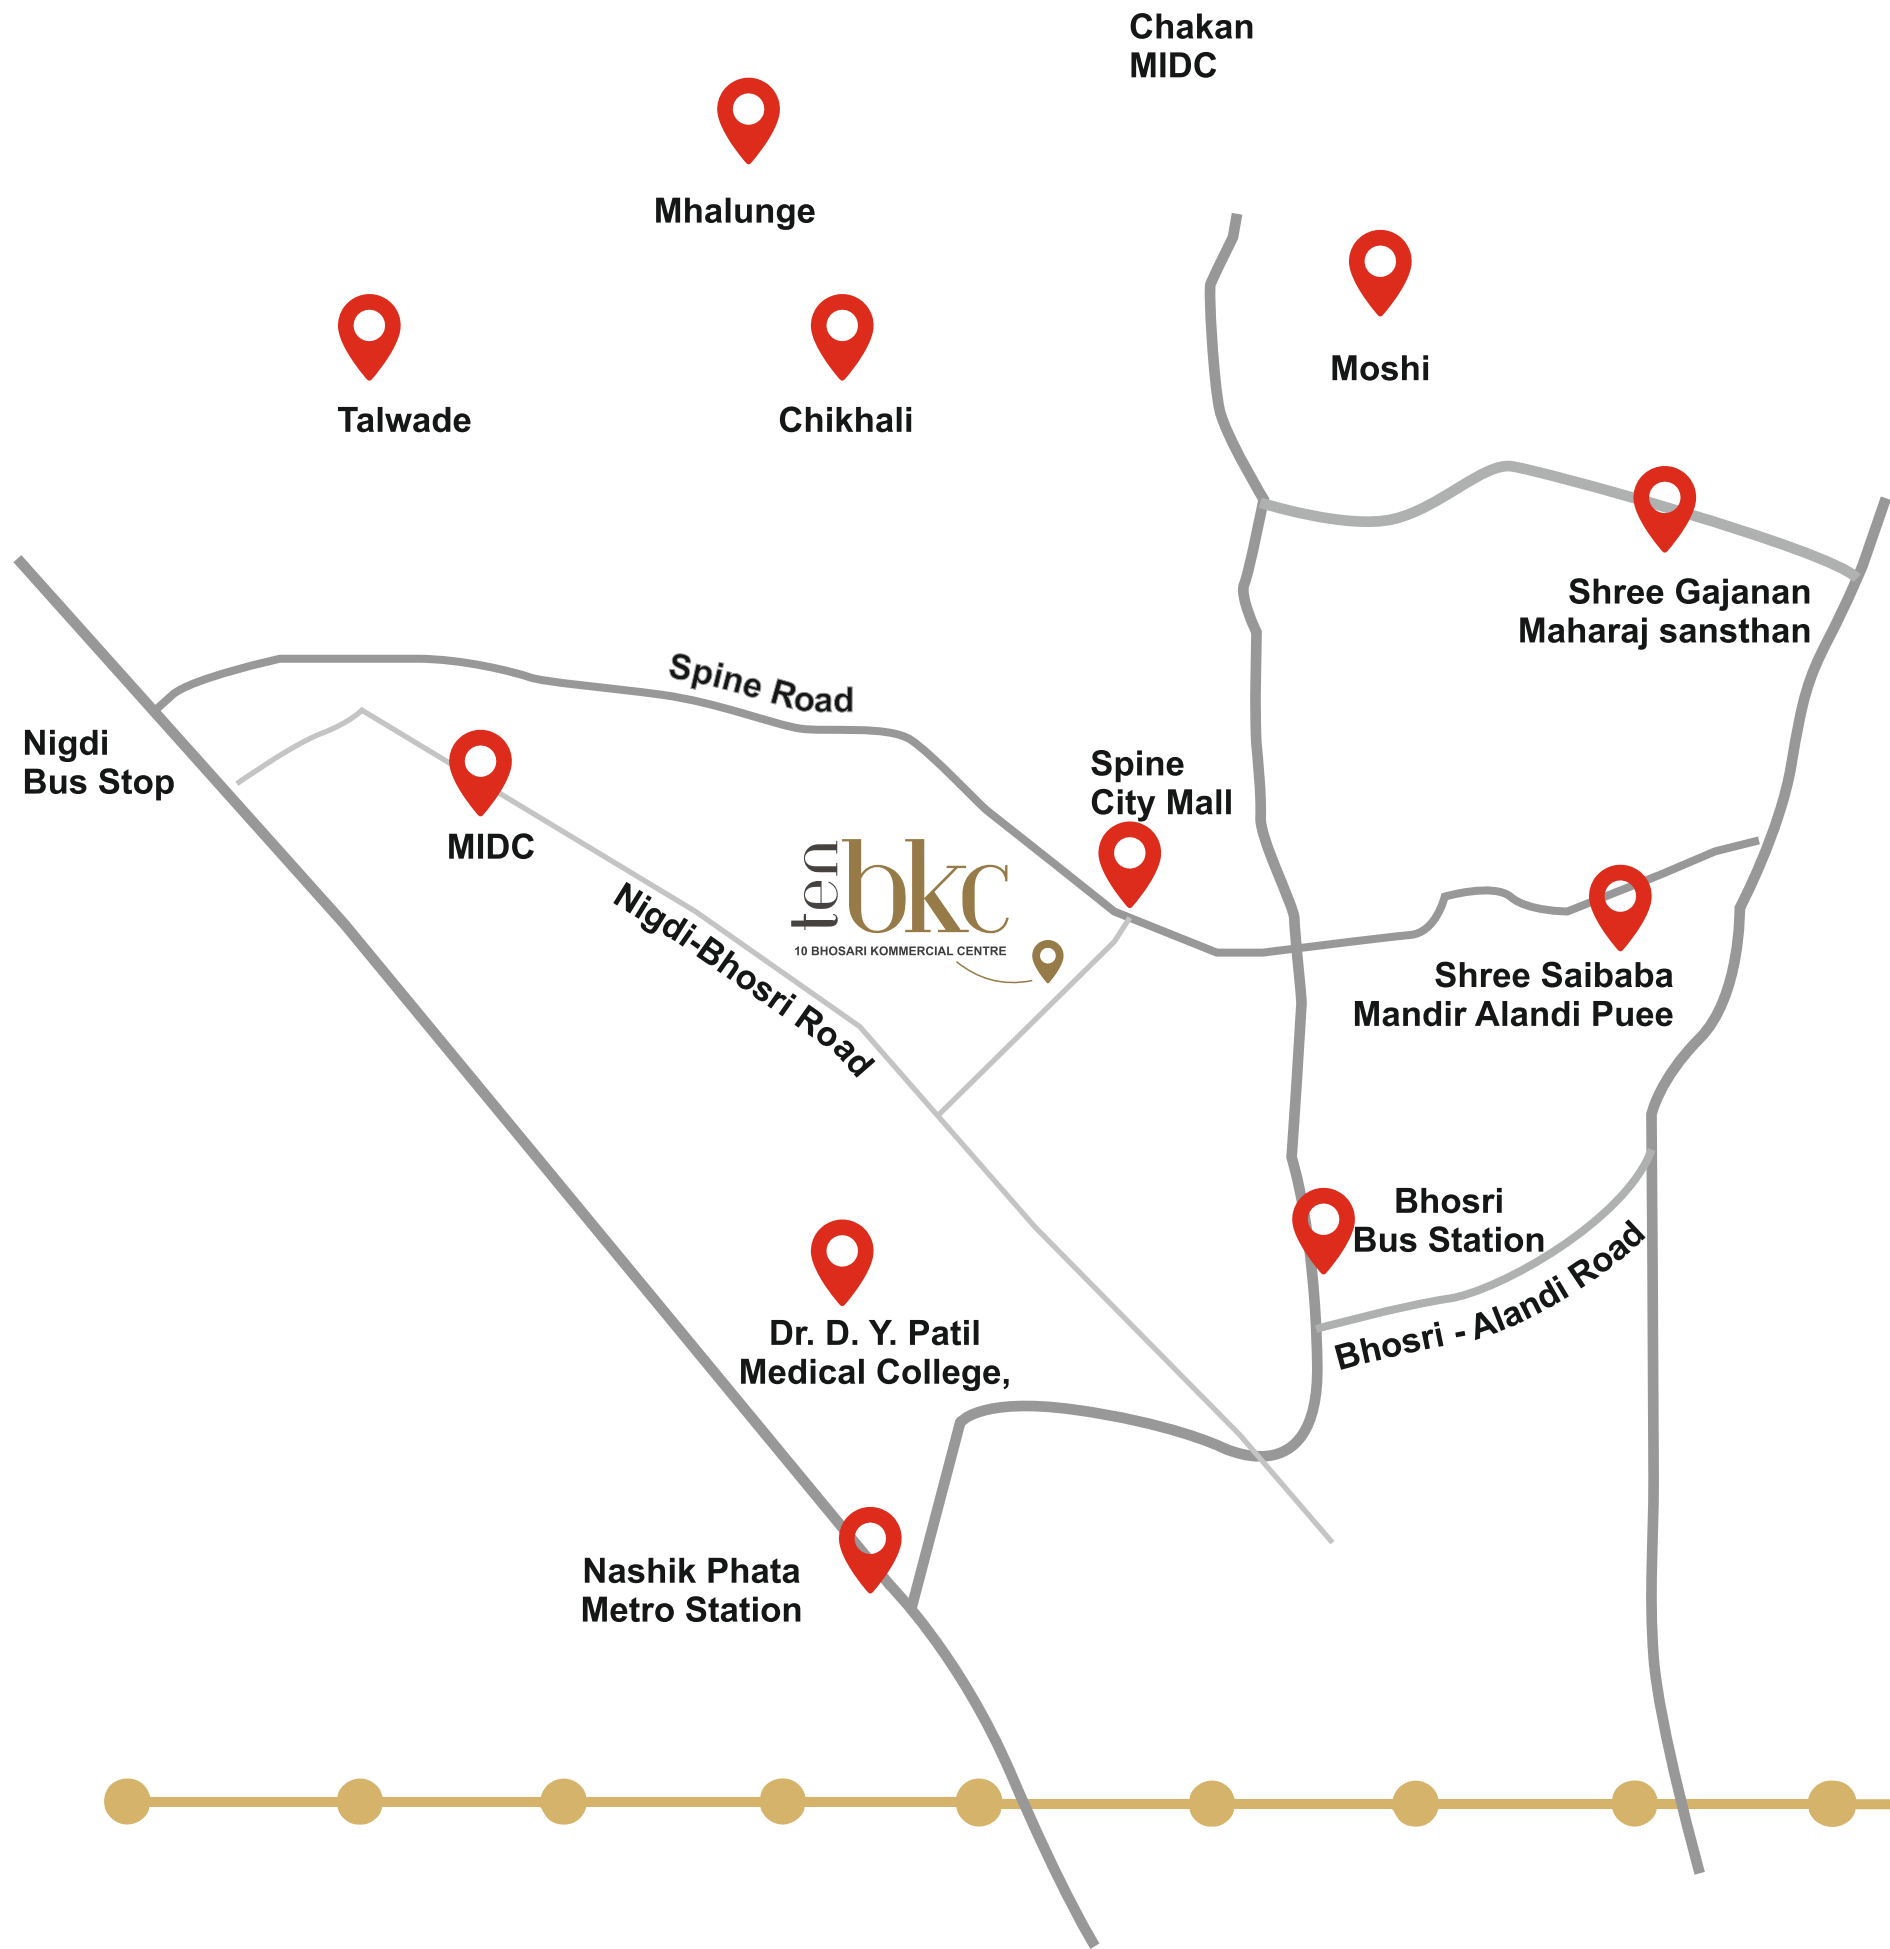 Chakan
MIDC
Mhalunge
Moshi
Talwade
Chikhali
Shree Gajanan
Maharaj sansthan
Spine Road
Nigdi
Bus Stop
MIDC
Spine
City Mall
ten bkc
10 BHOSARI KOMMERCIAL CENTRE
Nigdi-Bhosri Road
Shree Saibaba
Mandir Alandi Puee
Bhosri
Bus Station
Bhosri - Alandi Road
Dr. D. Y. Patil
Medical College,
Nashik Phata
Metro Station